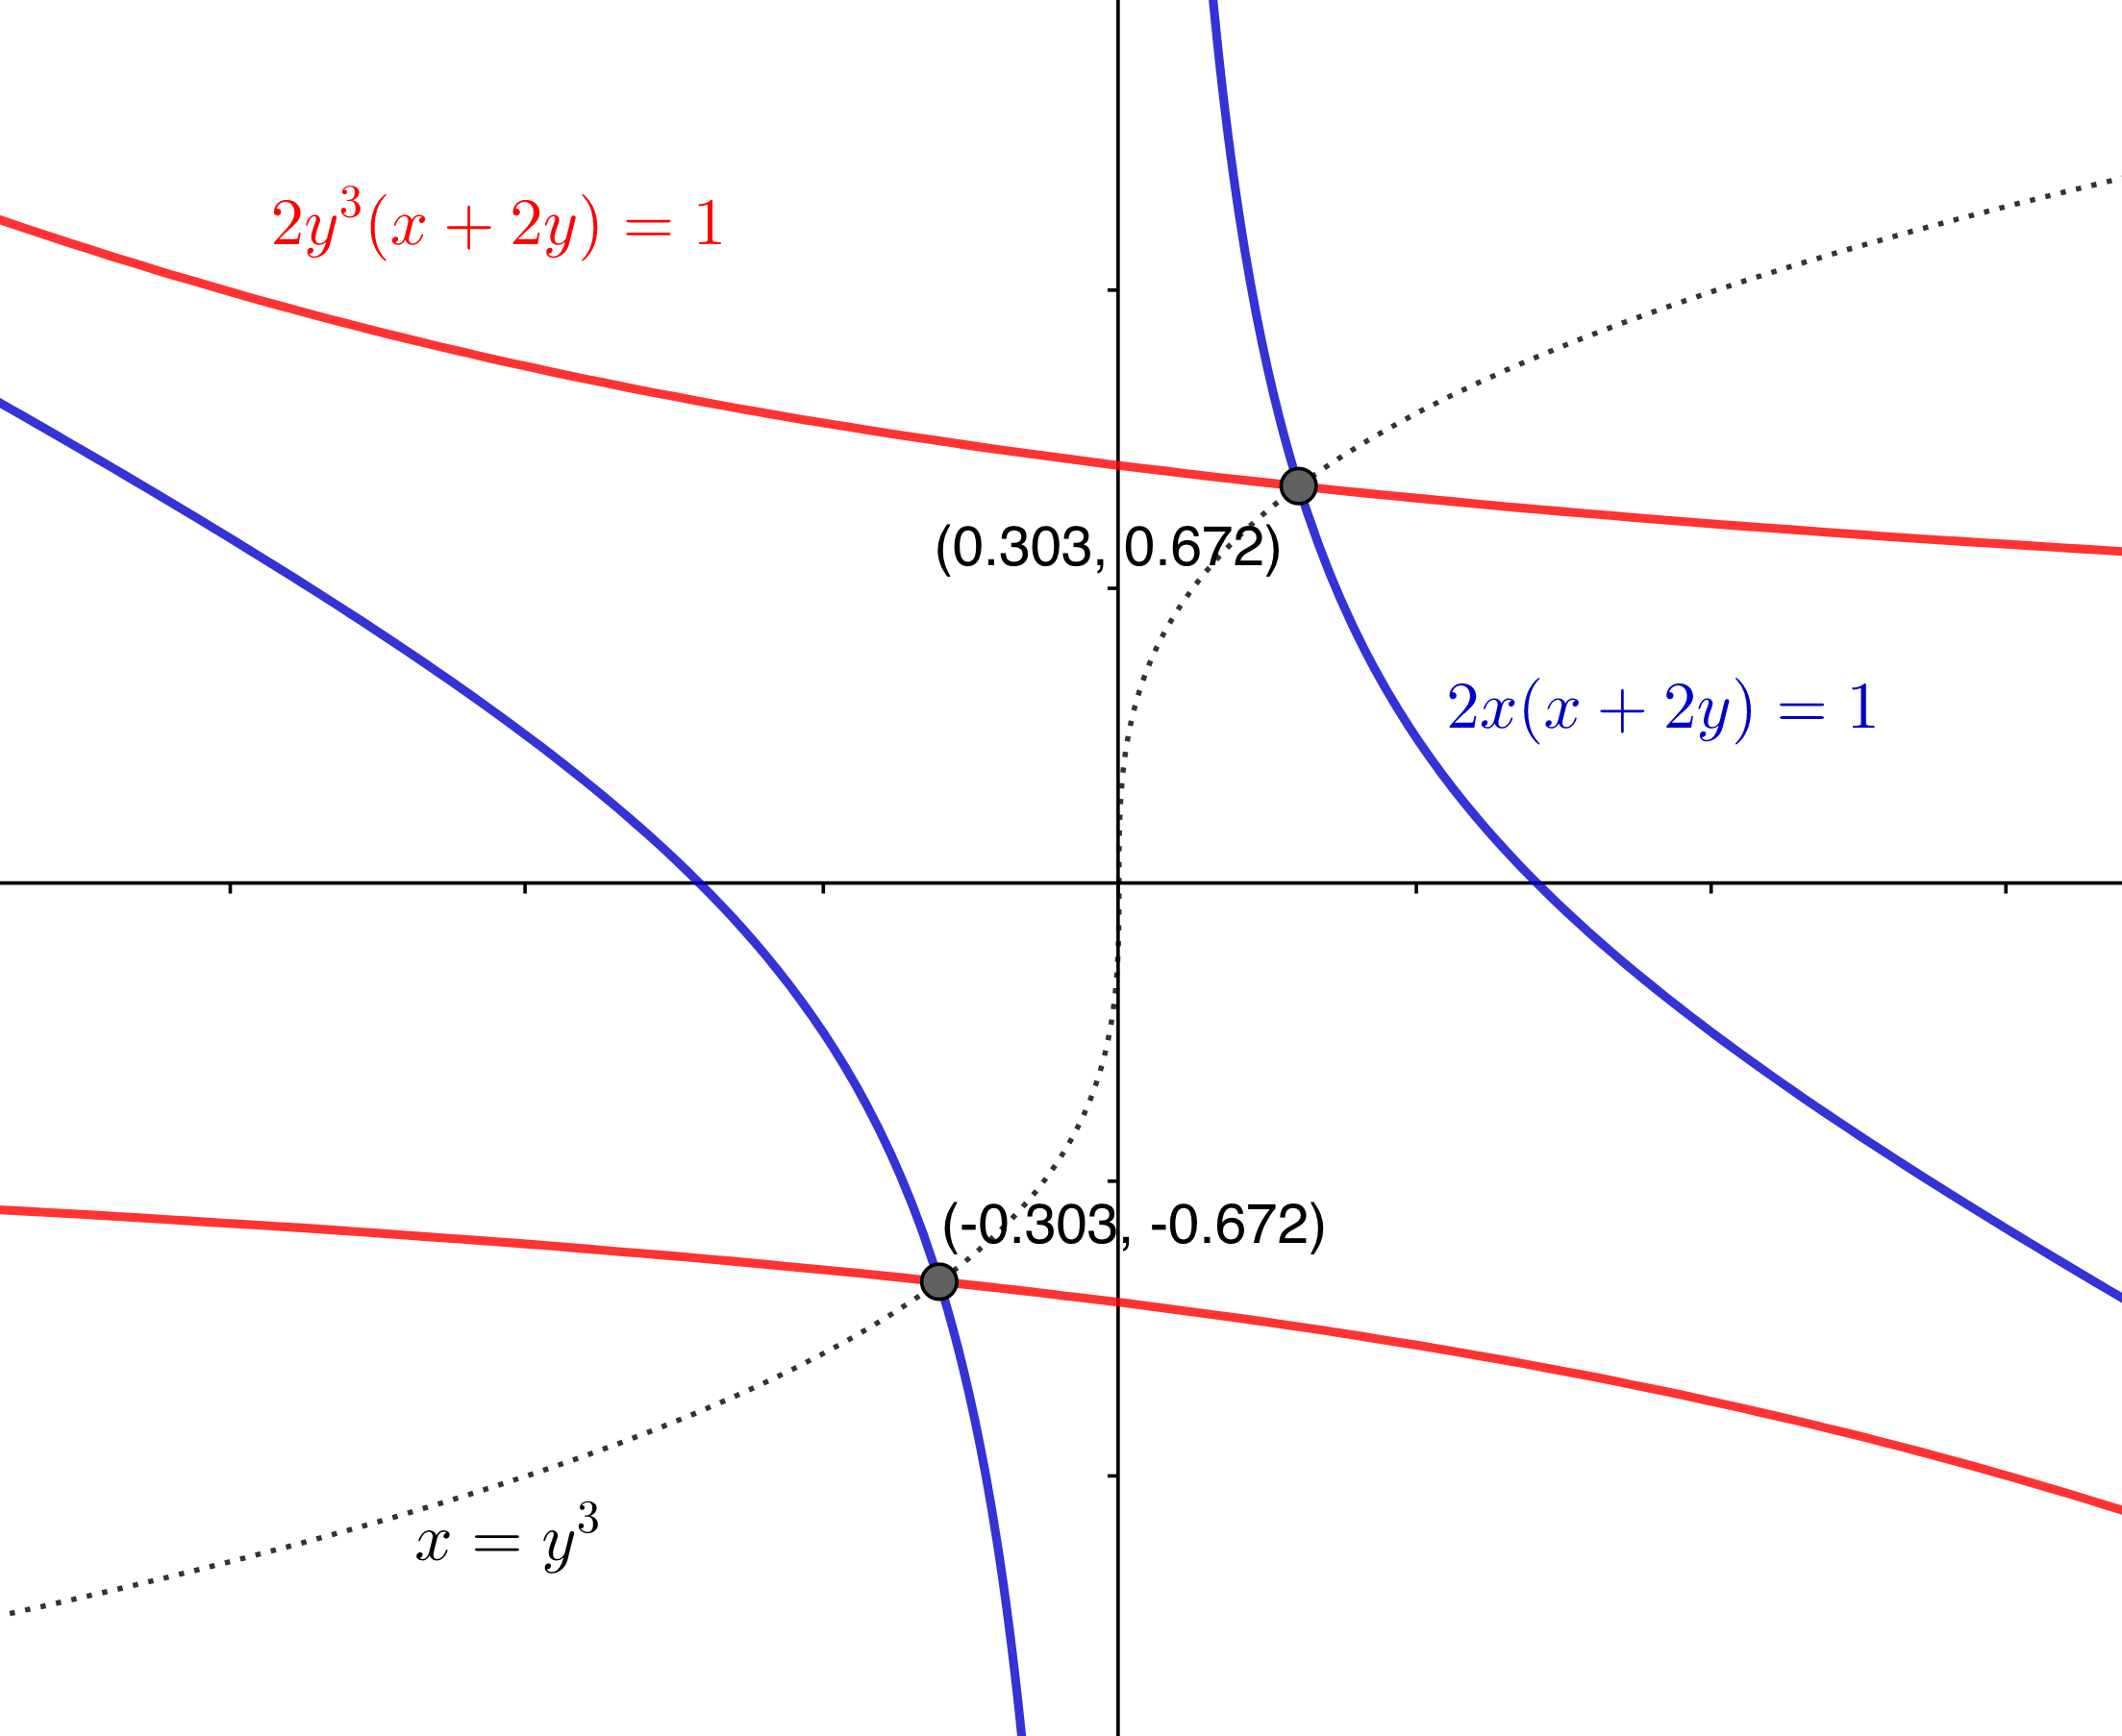 2y³(x + 2y) = 1
(0.303, 0.672)
2x(x + 2y) = 1
(-0.303, -0.672)
x = y³